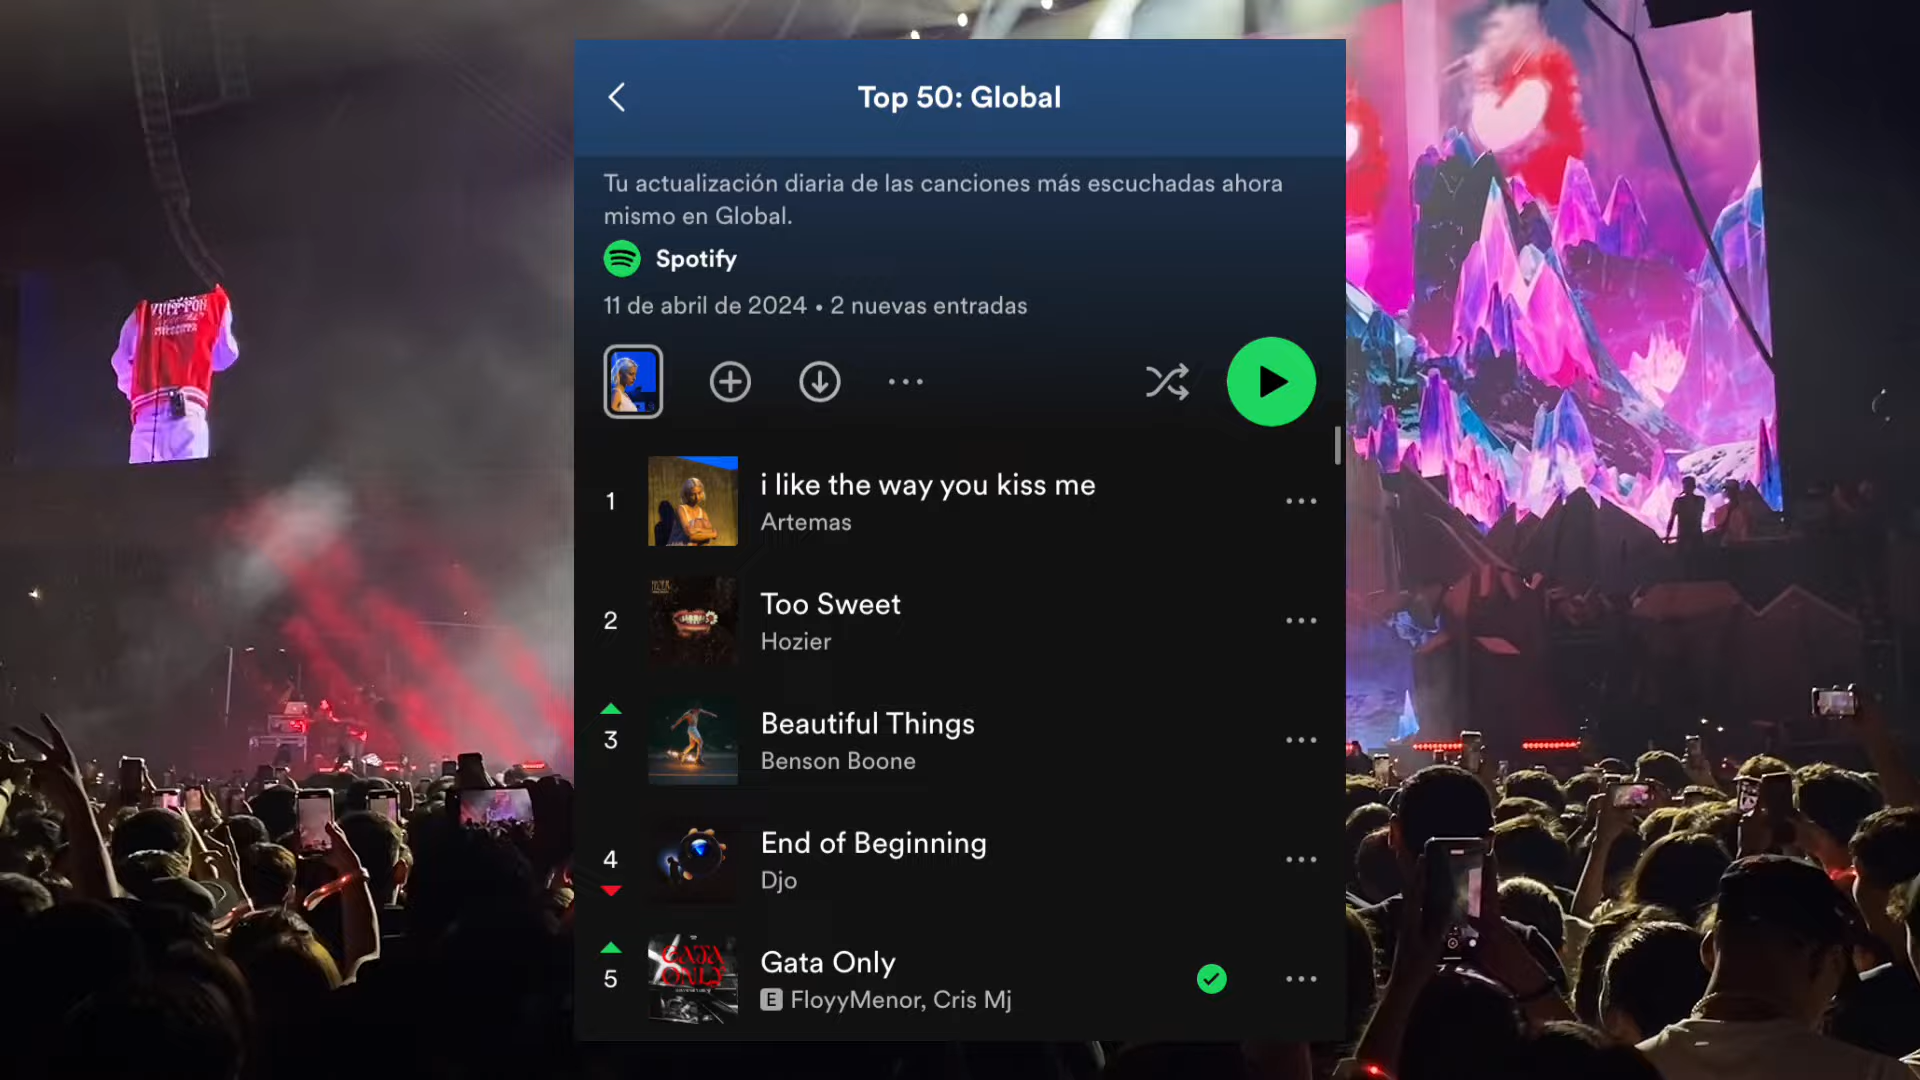 Top 50: Global
Tu actualización diaria de las canciones más escuchadas ahora
mismo en Global.
Spotify
11 de abril de 2024 • 2 nuevas entradas
1
i like the way you kiss me
Artemas
2
Too Sweet
Hozier
3
Beautiful Things
Benson Boone
4
End of Beginning
Djo
GATA
ONLY
5
Gata Only
E FloyyMenor, Cris Mj